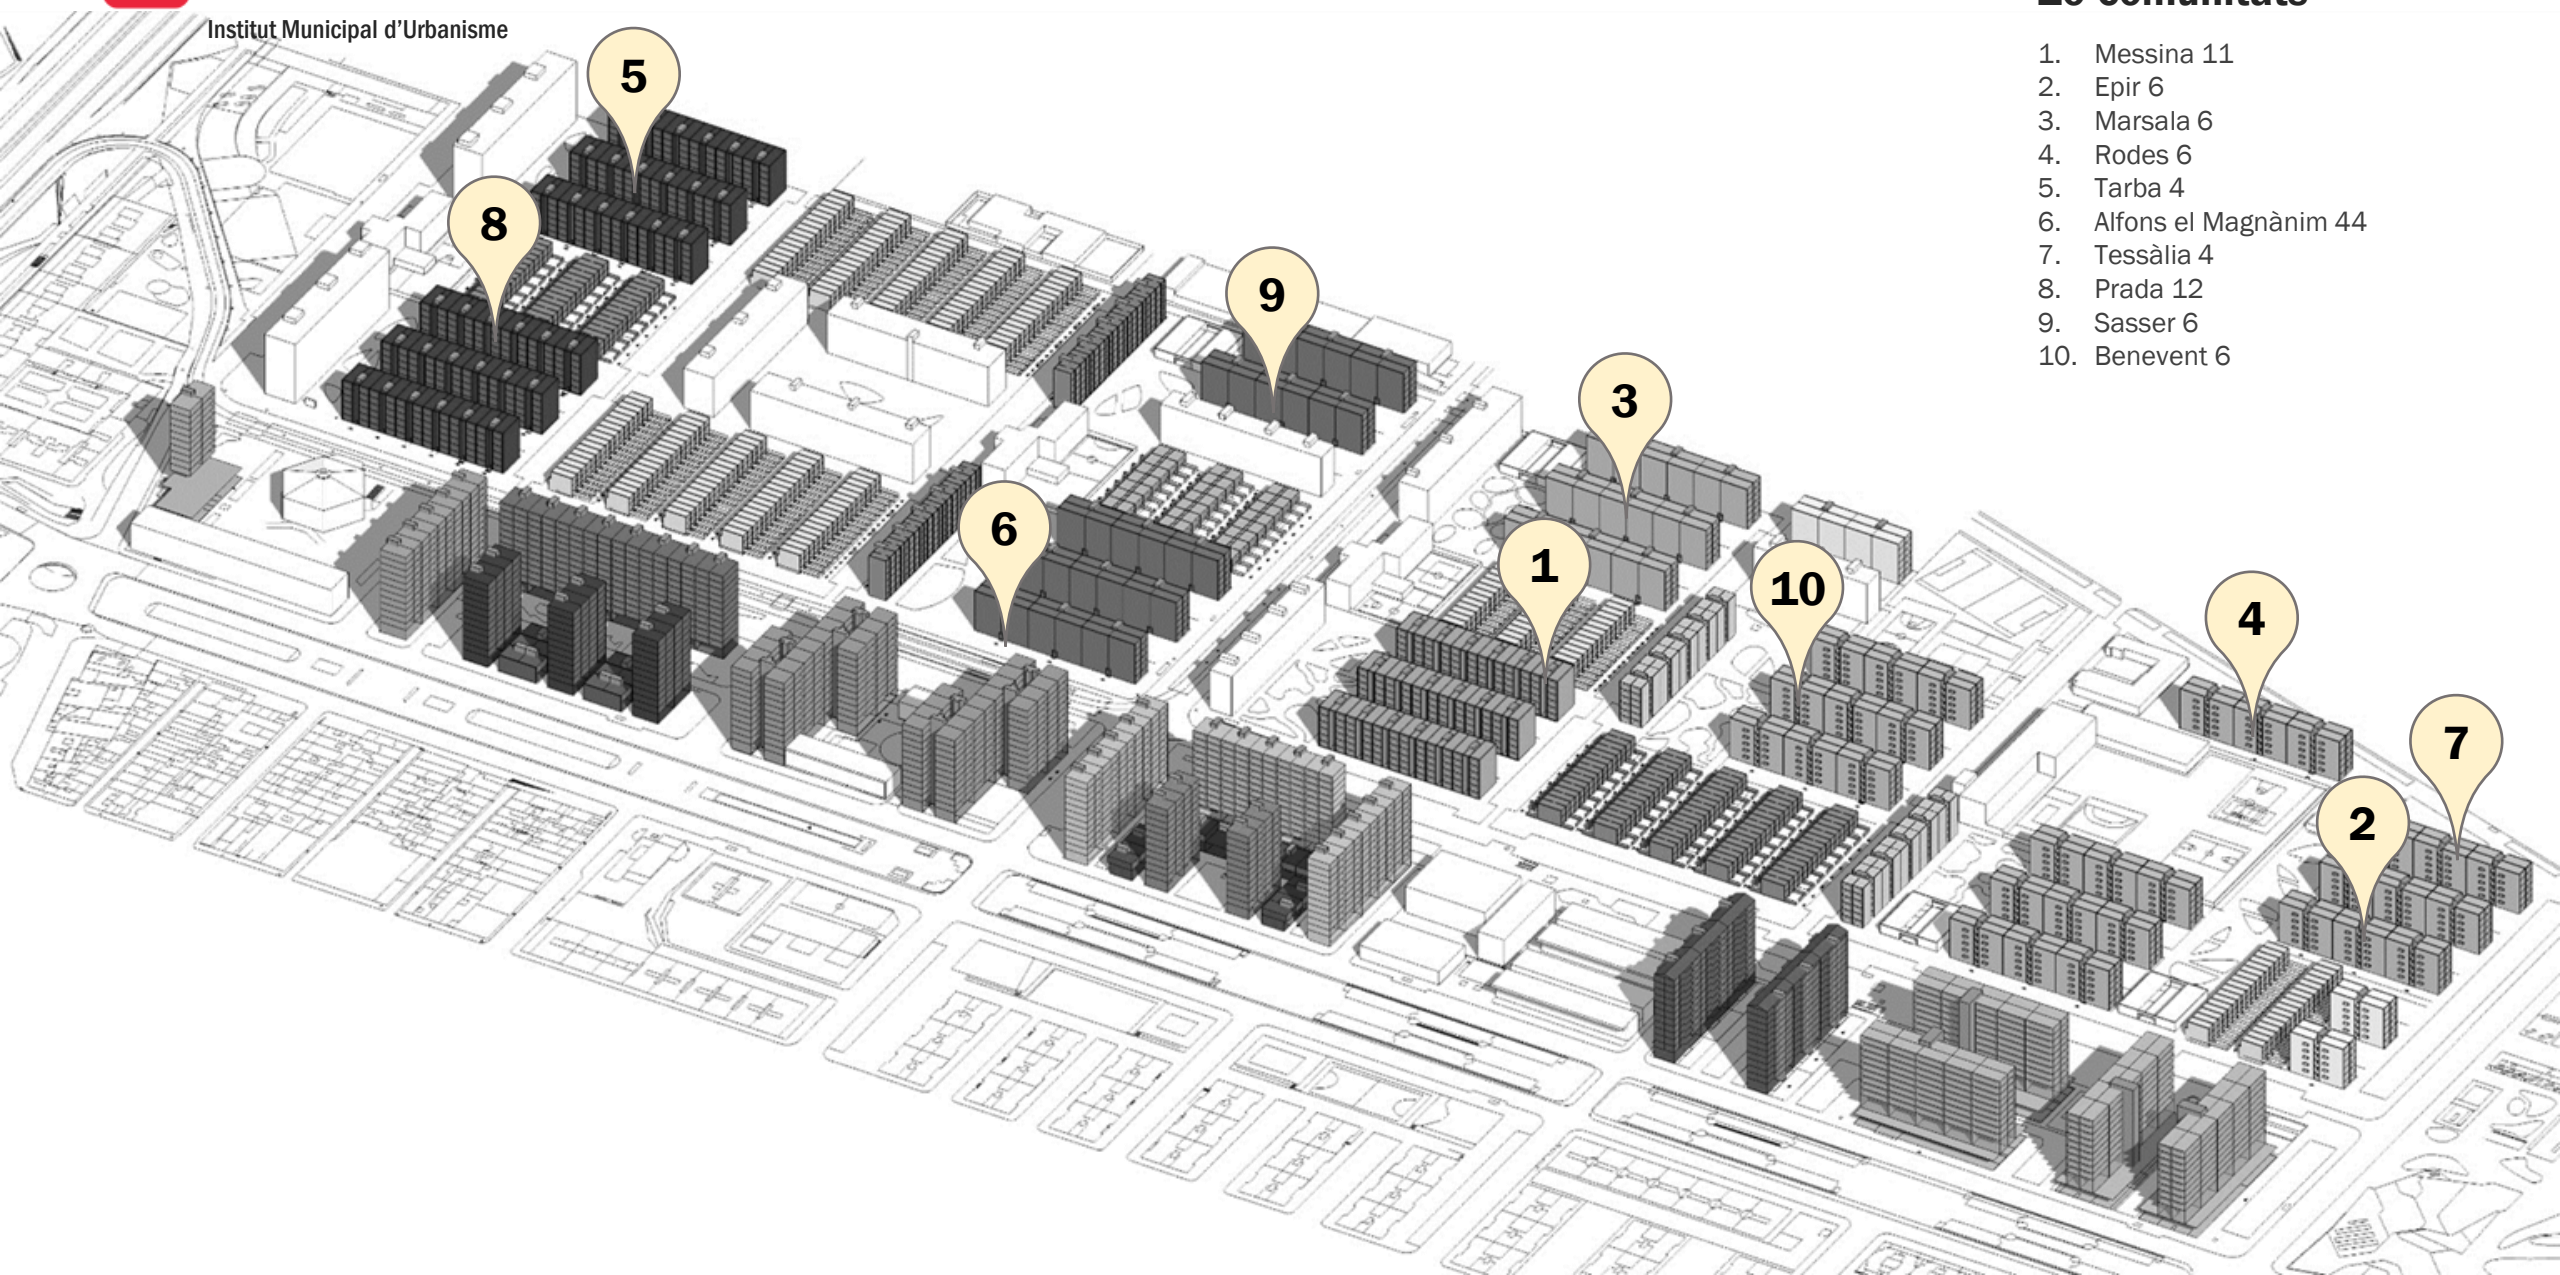 Institut Municipal d'Urbanisme
comunitats
1. Messina 11
2. Epir 6
3. Marsala 6
4. Rodes 6
5. Tarba 4
6. Alfons el Magnànim 44
7. Tessàlia 4
8. Prada 12
9. Sasser 6
10. Benevent 6
5
8
9
3
6
1
10
4
7
2